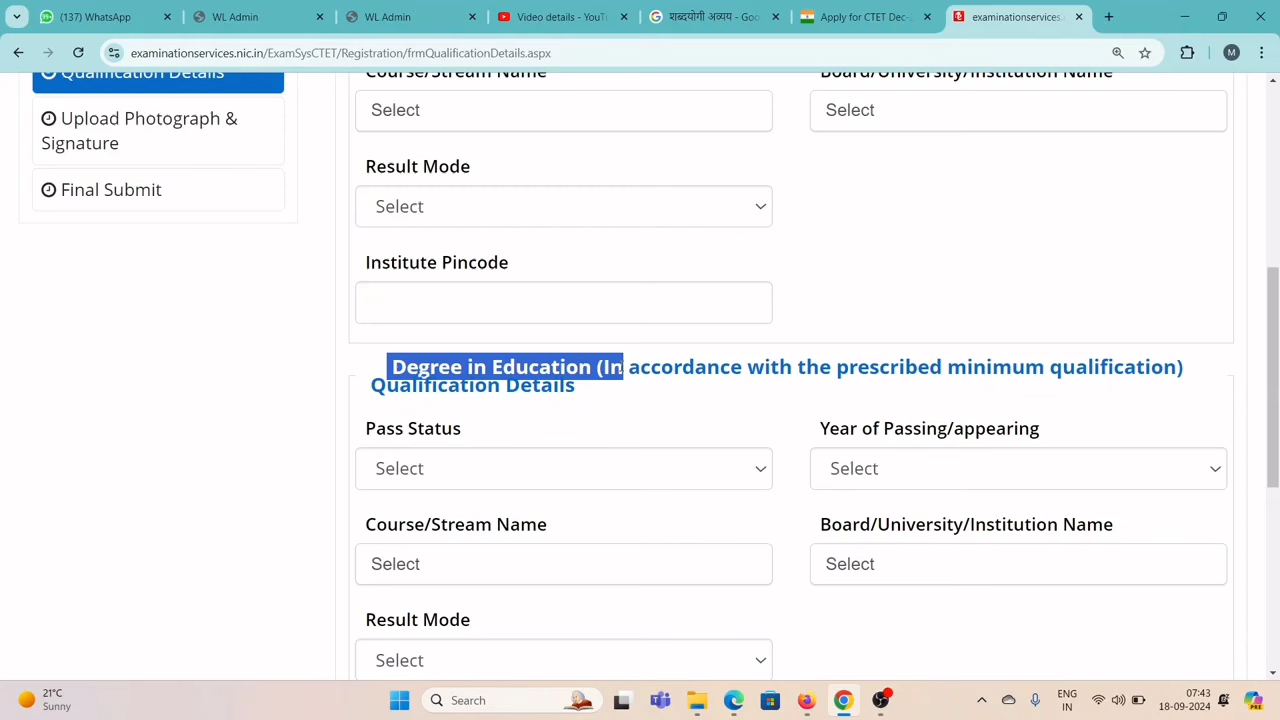 (137) WhatsApp
WL Admin
WL Admin
Video details - YouT
शब्दयोगी अव्यय - Goo
Apply for CTET Dec-2
examinationservices.
examinationservices.nic.in/ExamSysCTET/Registration/frmQualificationDetails.aspx
M
Qualification Details
Upload Photograph &
Signature
Final Submit
Course/Stream Name
Board/University/Institution Name
Select
Select
Result Mode
Select
Institute Pincode
Degree in Education (In accordance with the prescribed minimum qualification)
Qualification Details
Pass Status
Year of Passing/appearing
Select
Select
Course/Stream Name
Board/University/Institution Name
Select
Select
Result Mode
Select
21°C
Sunny
Search
ENG
IN
07:43
18-09-2024
PRE